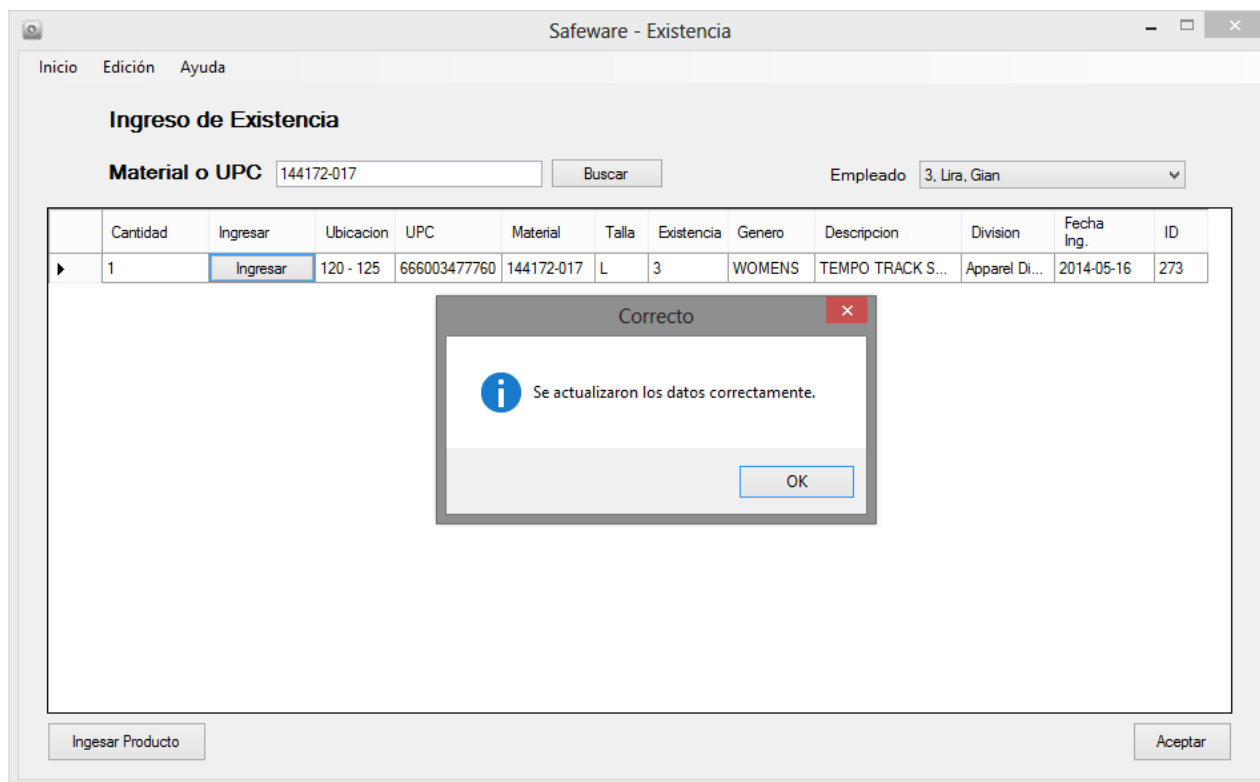 Safeware - Existencia
Inicio Edición Ayuda
Ingreso de Existencia
Material o UPC 144172-017 Buscar Empleado 3, Lira, Gian
Cantidad Ingresar Ubicacion UPC Material Talla Existencia Genero Descripcion Division Fecha Ing. ID
1 Ingresar 120 - 125 666003477760 144172-017 L 3 WOMENS TEMPO TRACK S... Apparel Di... 2014-05-16 273
Correcto
Se actualizaron los datos correctamente.
OK
Ingesar Producto Aceptar